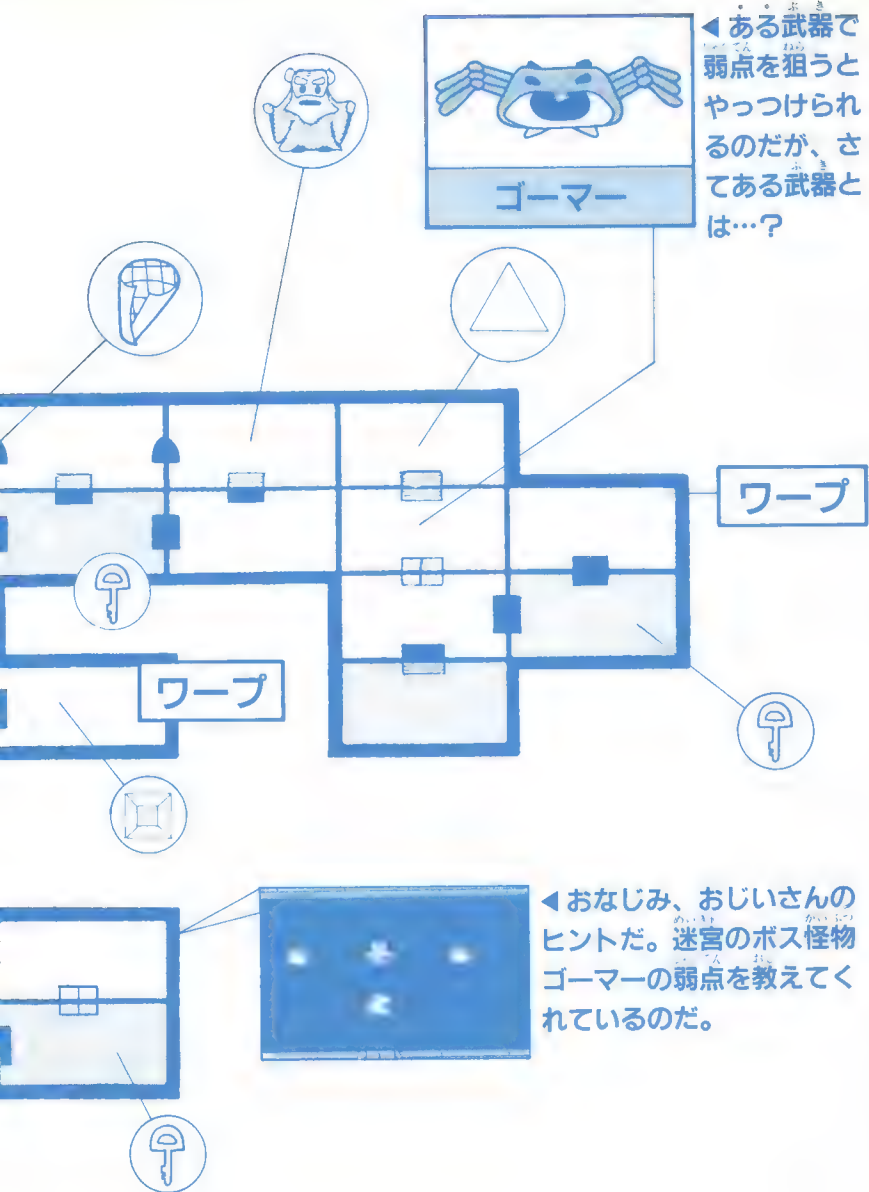 ◀ある武器で
弱点を狙うと
やっつけられ
るのだが、さ
てある武器と
は…?
ゴーマー
ワープ
ワープ
◀おなじみ、おじいさんの
ヒントだ。迷宮のボス怪物
ゴーマーの弱点を教えてく
れているのだ。